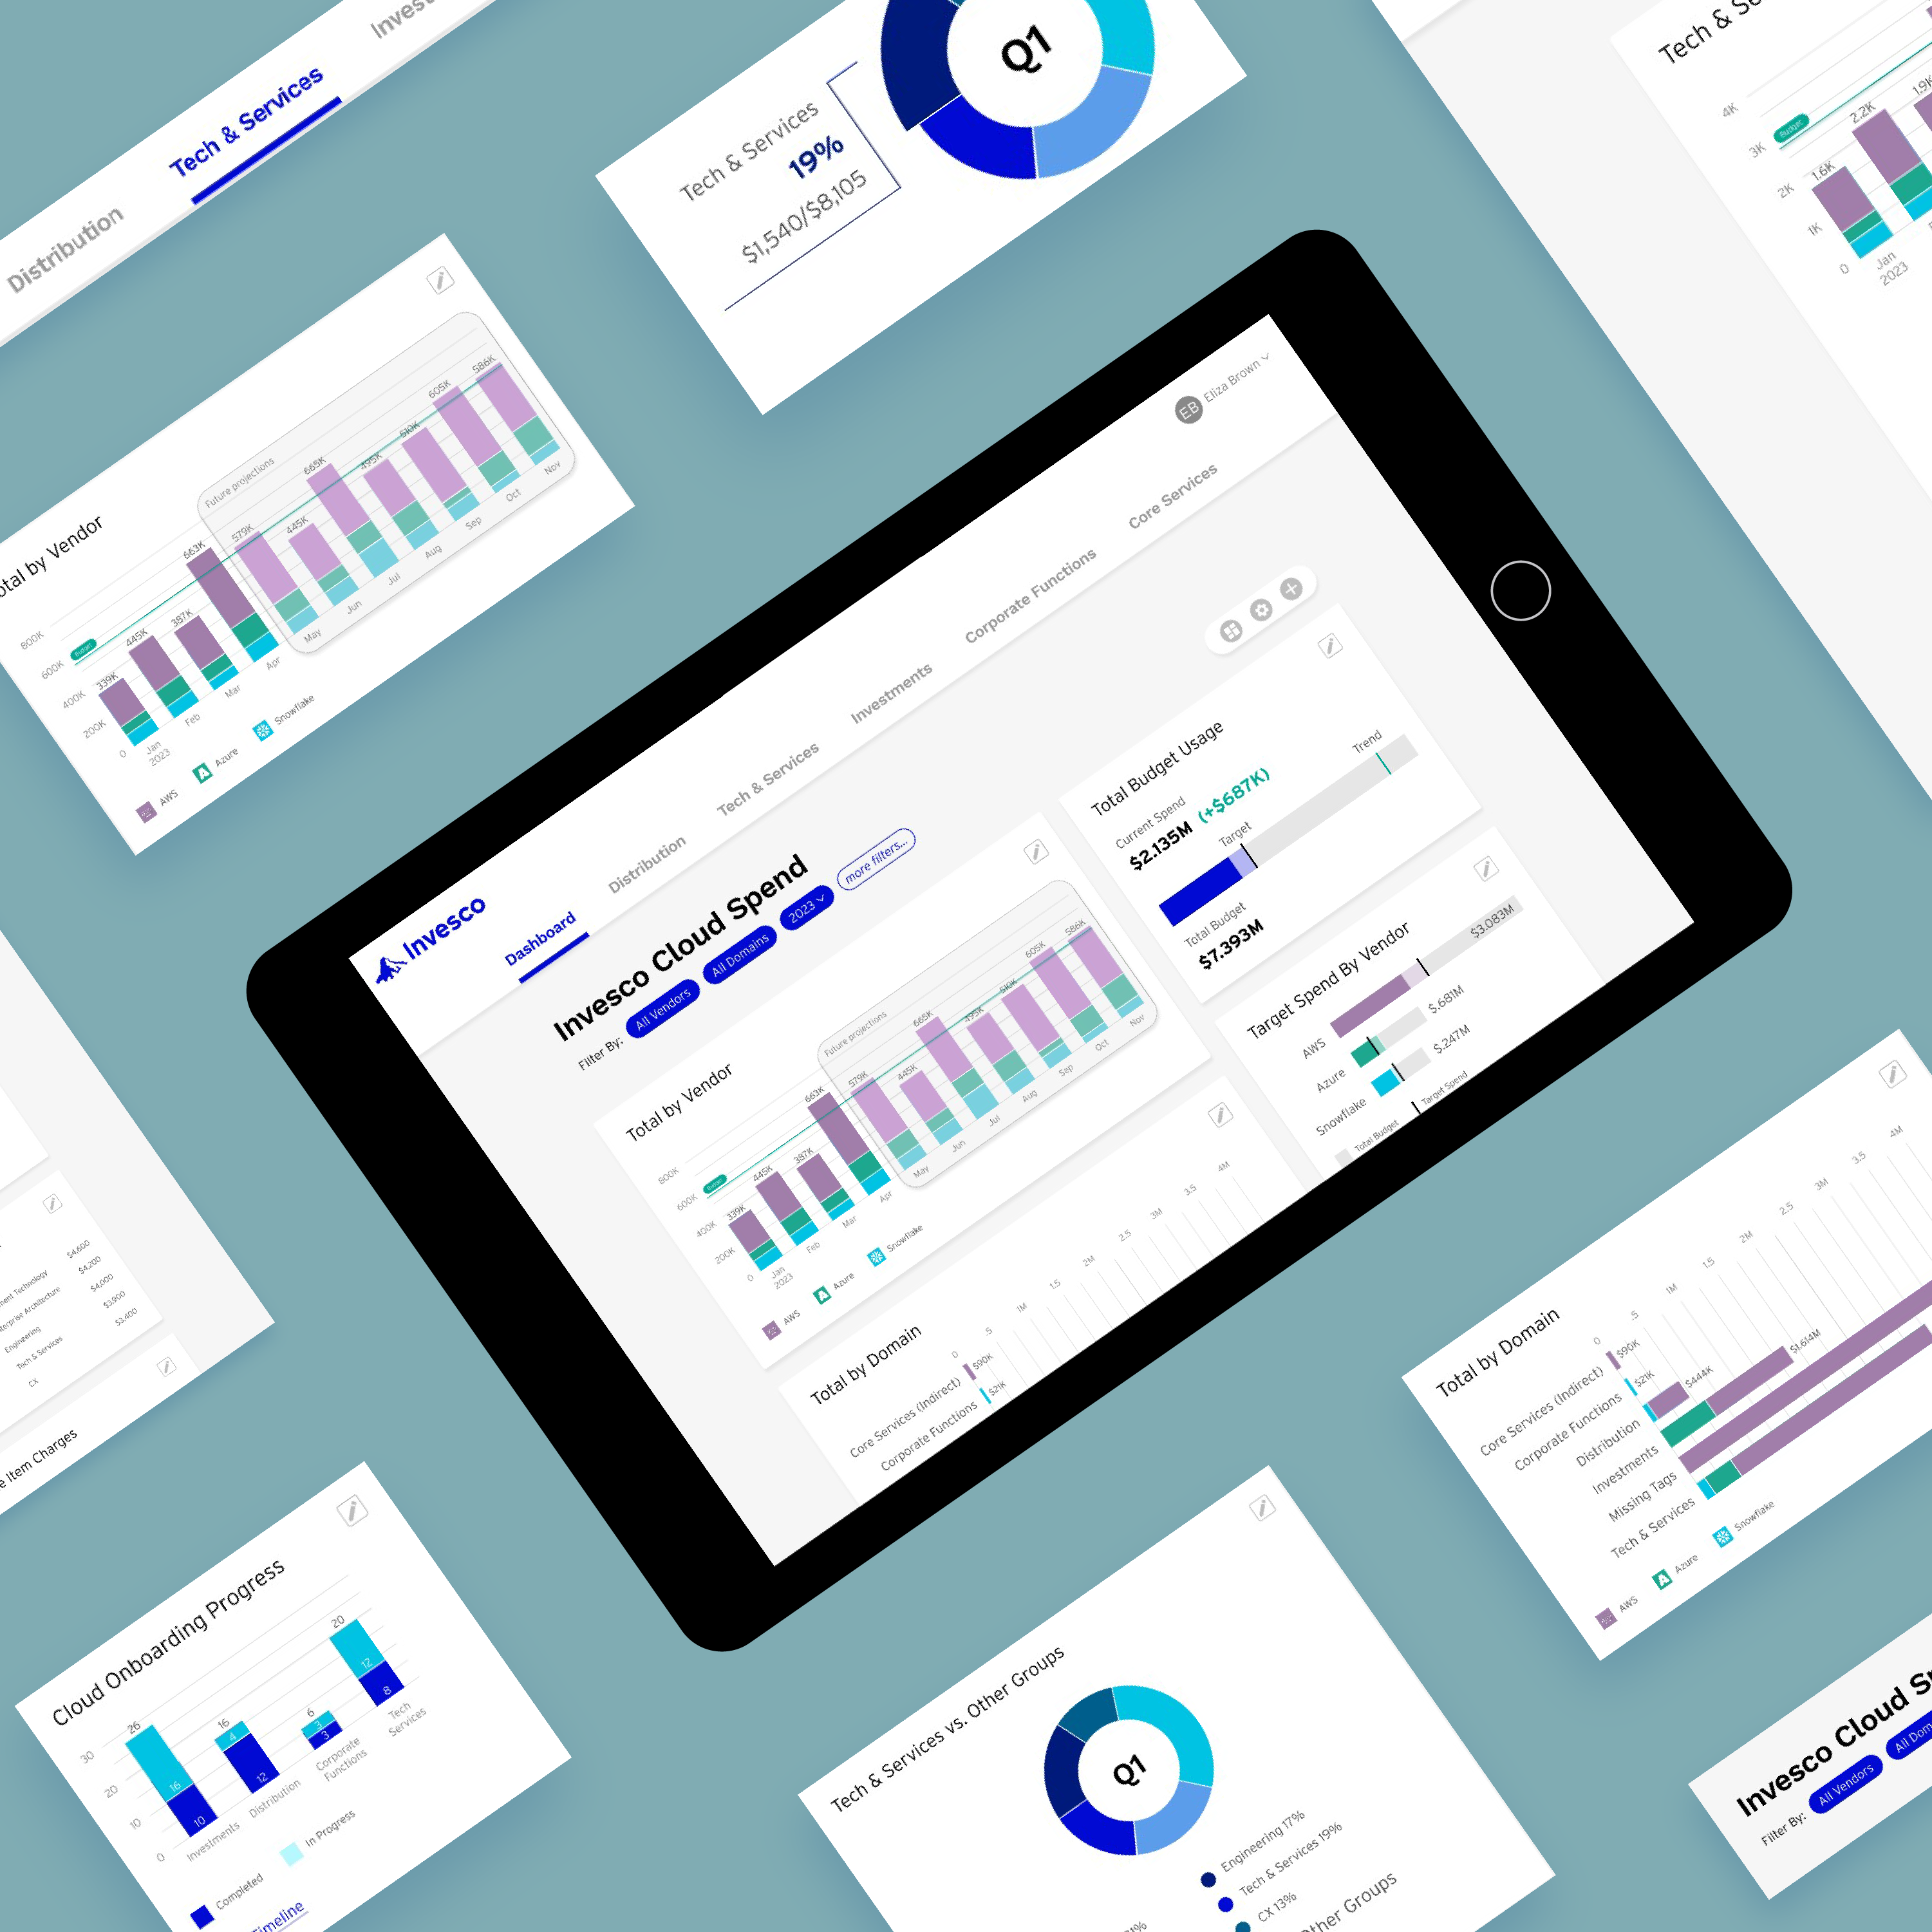 Tech & Services
Distribution
Tech & Services
19%
$1,540/$8,105
Q1
4K
3K
2K
1K
0
Budget
1.6K
2.2K
1.9K
Jan
2023
Total by Vendor
Future projections
800K
600K
400K
200K
0
Budget
339K
445K
387K
663K
579K
445K
665K
495K
510K
605K
586K
Jan
2023
Feb
Mar
Apr
May
Jun
Jul
Aug
Sep
Oct
Nov
AWS
Azure
Snowflake
EB
Eliza Brown
Invesco
Dashboard
Distribution
Tech & Services
Investments
Corporate Functions
Core Services
Invesco Cloud Spend
Filter By:
All Vendors
All Domains
2023
more filters...
Total by Vendor
Future projections
800K
600K
400K
200K
0
Budget
339K
445K
387K
663K
579K
445K
665K
495K
510K
605K
586K
Jan
2023
Feb
Mar
Apr
May
Jun
Jul
Aug
Sep
Oct
Nov
AWS
Azure
Snowflake
Total Budget Usage
Current Spend
$2.135M (+$687K)
Target
Trend
Total Budget
$7.393M
Target Spend By Vendor
AWS
$3.083M
Azure
$.681M
Snowflake
$.247M
Total Budget
Target Spend
Total by Domain
0
.5
1M
1.5
2M
2.5
3M
3.5
4M
Core Services (Indirect)
$90K
Corporate Functions
$21K
Engineering
Tech & Services
CX
$4,600
$4,200
$4,000
$3,900
$3,400
Item Charges
Cloud Onboarding Progress
30
20
10
0
26
16
10
16
4
12
6
3
3
20
12
8
Investments
Distribution
Corporate
Functions
Tech
Services
Completed
In Progress
Timeline
Tech & Services vs. Other Groups
Q1
Engineering 17%
Tech & Services 19%
CX 13%
Other Groups
Total by Domain
0
.5
1M
1.5
2M
2.5
3M
3.5
4M
Core Services (Indirect)
$90K
Corporate Functions
$21K
Distribution
$444K
Investments
$1.614M
Missing Tags
Tech & Services
AWS
Azure
Snowflake
Invesco Cloud
Filter By:
All Vendors
All